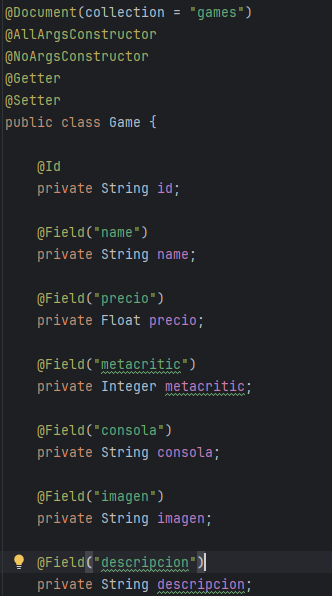 @Document(collection = "games")
@AllArgsConstructor
@NoArgsConstructor
@Getter
@Setter
public class Game {
@Id
private String id;
@Field("name")
private String name;
@Field("precio")
private Float precio;
@Field("metacritic")
private Integer metacritic;
@Field("consola")
private String consola;
@Field("imagen")
private String imagen;
@Field("descripcion")
private String descripcion;